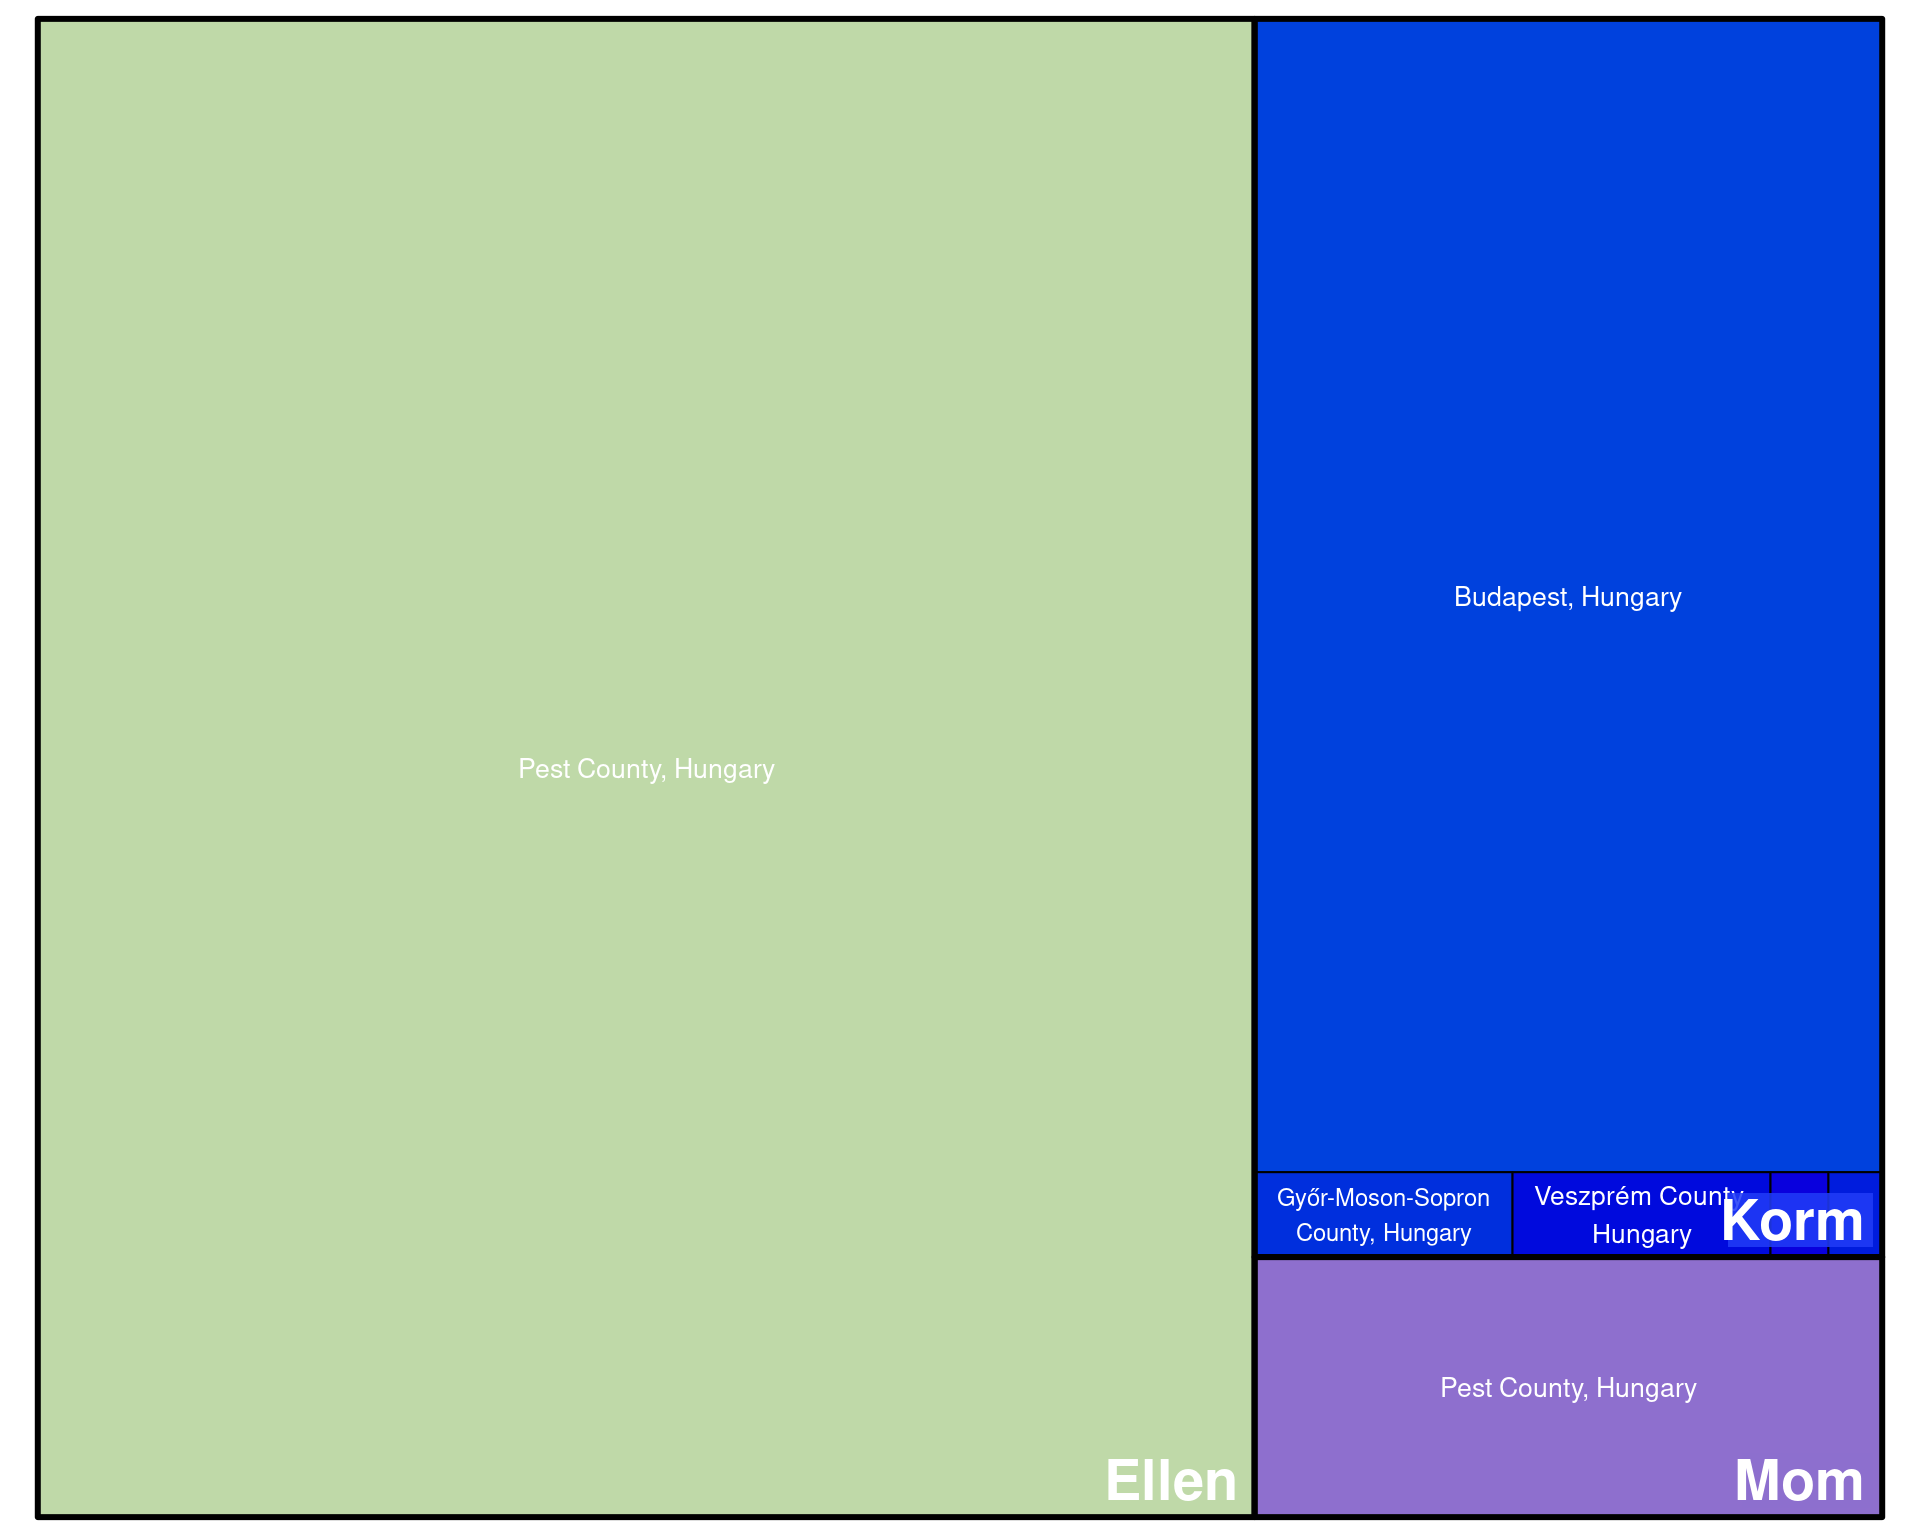 Pest County, Hungary
Ellen
Budapest, Hungary
Győr-Moson-Sopron
County, Hungary
Veszprém County,
Hungary
Korm
Pest County, Hungary
Mom